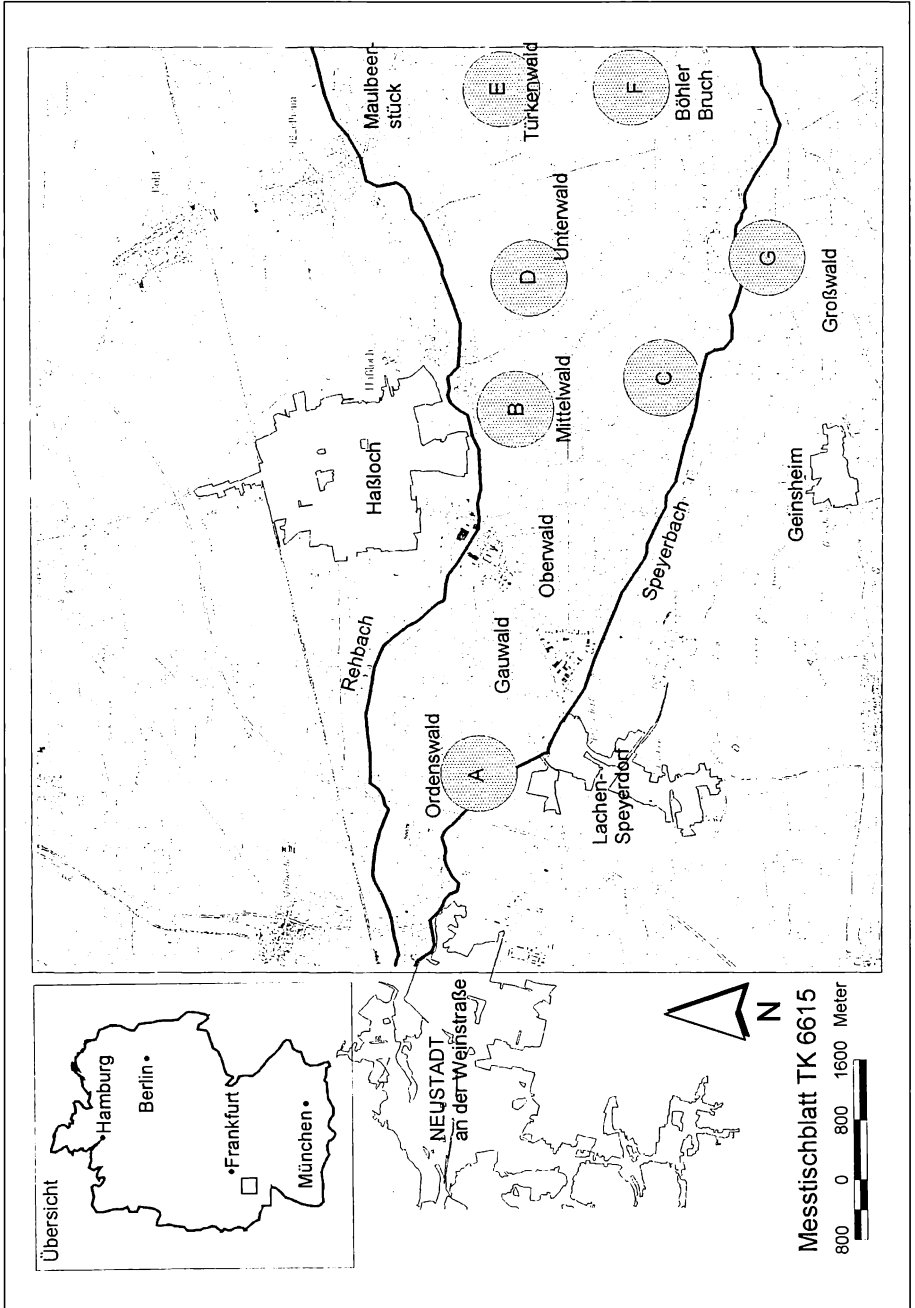 Übersicht
Hamburg
Berlin
Frankfurt
München
NEUSTADT
an der Weinstraße
Messtischblatt TK 6615
800 0 800 1600 Meter
N
Rehbach
Haßloch
Haßloch
Maulbeer-
stück
Ordenswald
A
Gauwald
Oberwald
B
Mittelwald
D
Unterwald
E
Türkenwald
F
Böhler
Bruch
C
G
Großwald
Speyerbach
Lachen-
Speyerdorf
Geinsheim